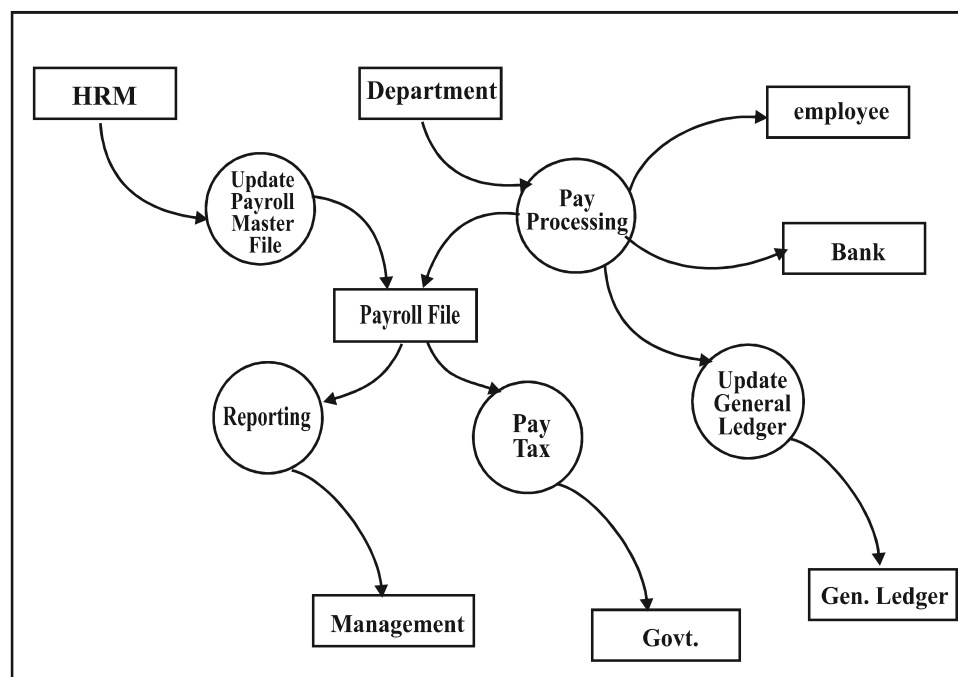 HRM
Department
employee
Update
Payroll
Master
File
Pay
Processing
Bank
Payroll File
Reporting
Pay
Tax
Update
General
Ledger
Management
Govt.
Gen. Ledger